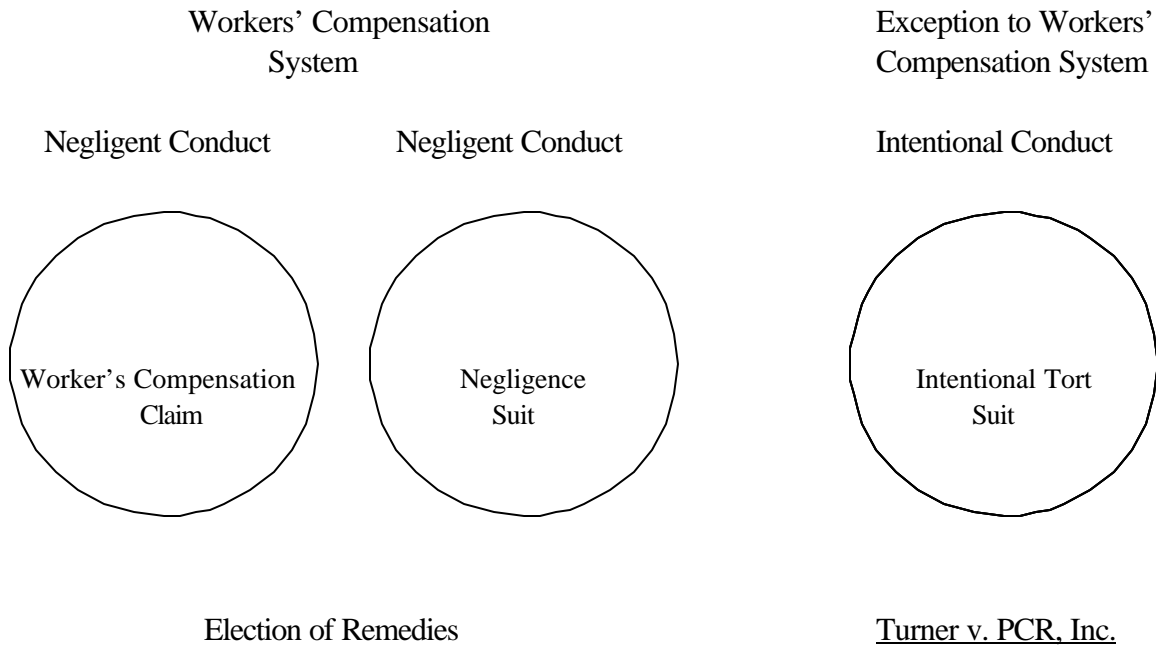 Workers’ Compensation
System
Exception to Workers’
Compensation System
Negligent Conduct
Negligent Conduct
Intentional Conduct
Worker’s Compensation
Claim
Negligence
Suit
Intentional Tort
Suit
Election of Remedies
Turner v. PCR, Inc.